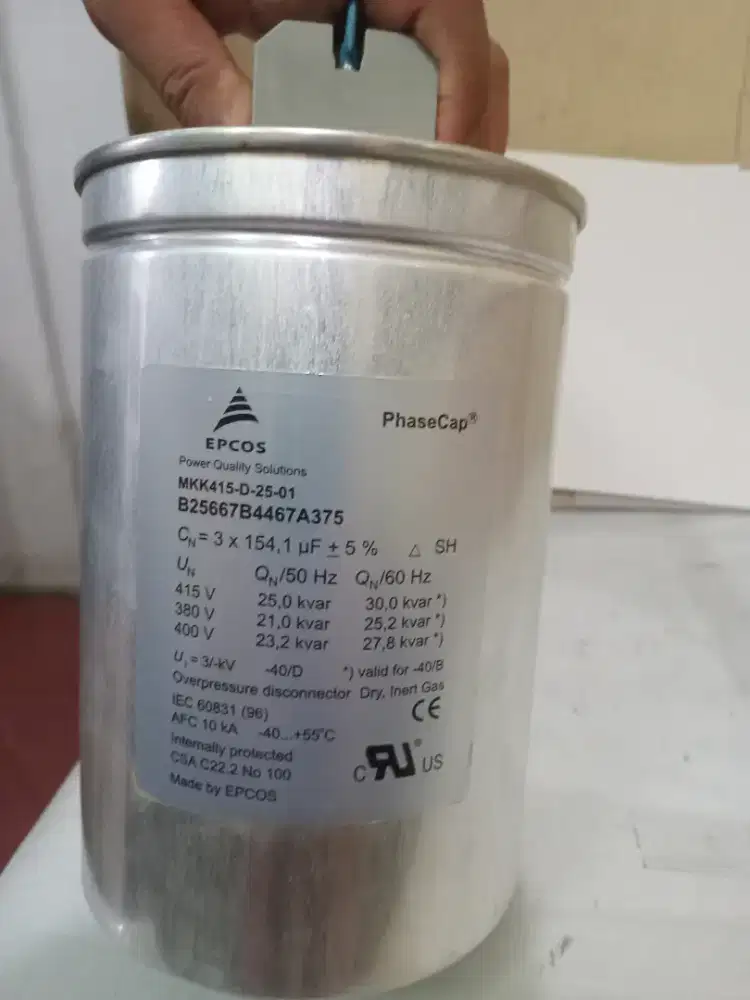 EPCOS
PhaseCap®
Power Quality Solutions
MKK415-D-25-01
B25667B4467A375
C_N = 3 x 154,1 µF ± 5 % △ SH
U_N Q_N/50 Hz Q_N/60 Hz
415 V 25,0 kvar 30,0 kvar *)
380 V 21,0 kvar 25,2 kvar *)
400 V 23,2 kvar 27,8 kvar *)
U_i = 3/-kV -40/D *) valid for -40/B
Overpressure disconnector Dry, Inert Gas
IEC 60831 (96) CE
AFC 10 kA -40...+55°C
Internally protected
CSA C22.2 No 100 C RU ® US
Made by EPCOS